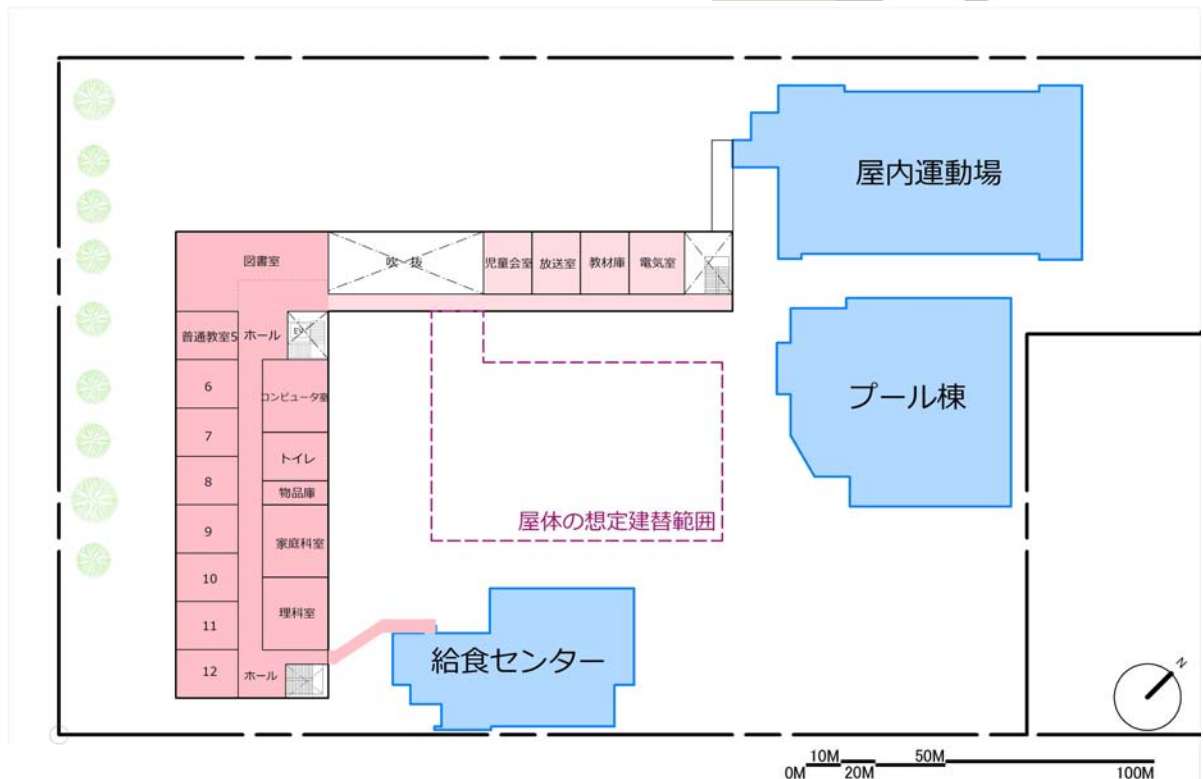 屋内運動場
図書室
吹 抜
児童会室
放送室
教材庫
電気室
普通教室5
ホール
EV
6
コンピュータ室
7
トイレ
8
物品庫
9
家庭科室
10
11
理科室
12
ホール
プール棟
屋体の想定建替範囲
給食センター
N
0M
10M
20M
50M
100M